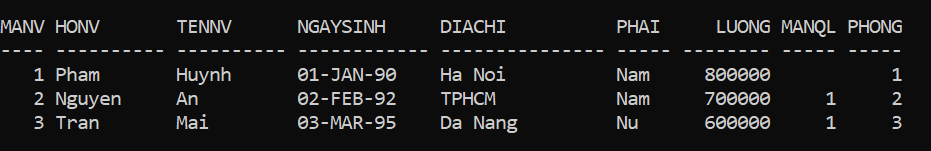 MANV HONV       TENNV      NGAYSINH     DIACHI          PHAI     LUONG MANQL PHONG
---- ---------- ---------- ------------ --------------- ----- -------- ----- -----
   1 Pham       Huynh      01-JAN-90    Ha Noi          Nam     800000           1
   2 Nguyen     An         02-FEB-92    TPHCM           Nam     700000     1     2
   3 Tran       Mai        03-MAR-95    Da Nang         Nu      600000     1     3